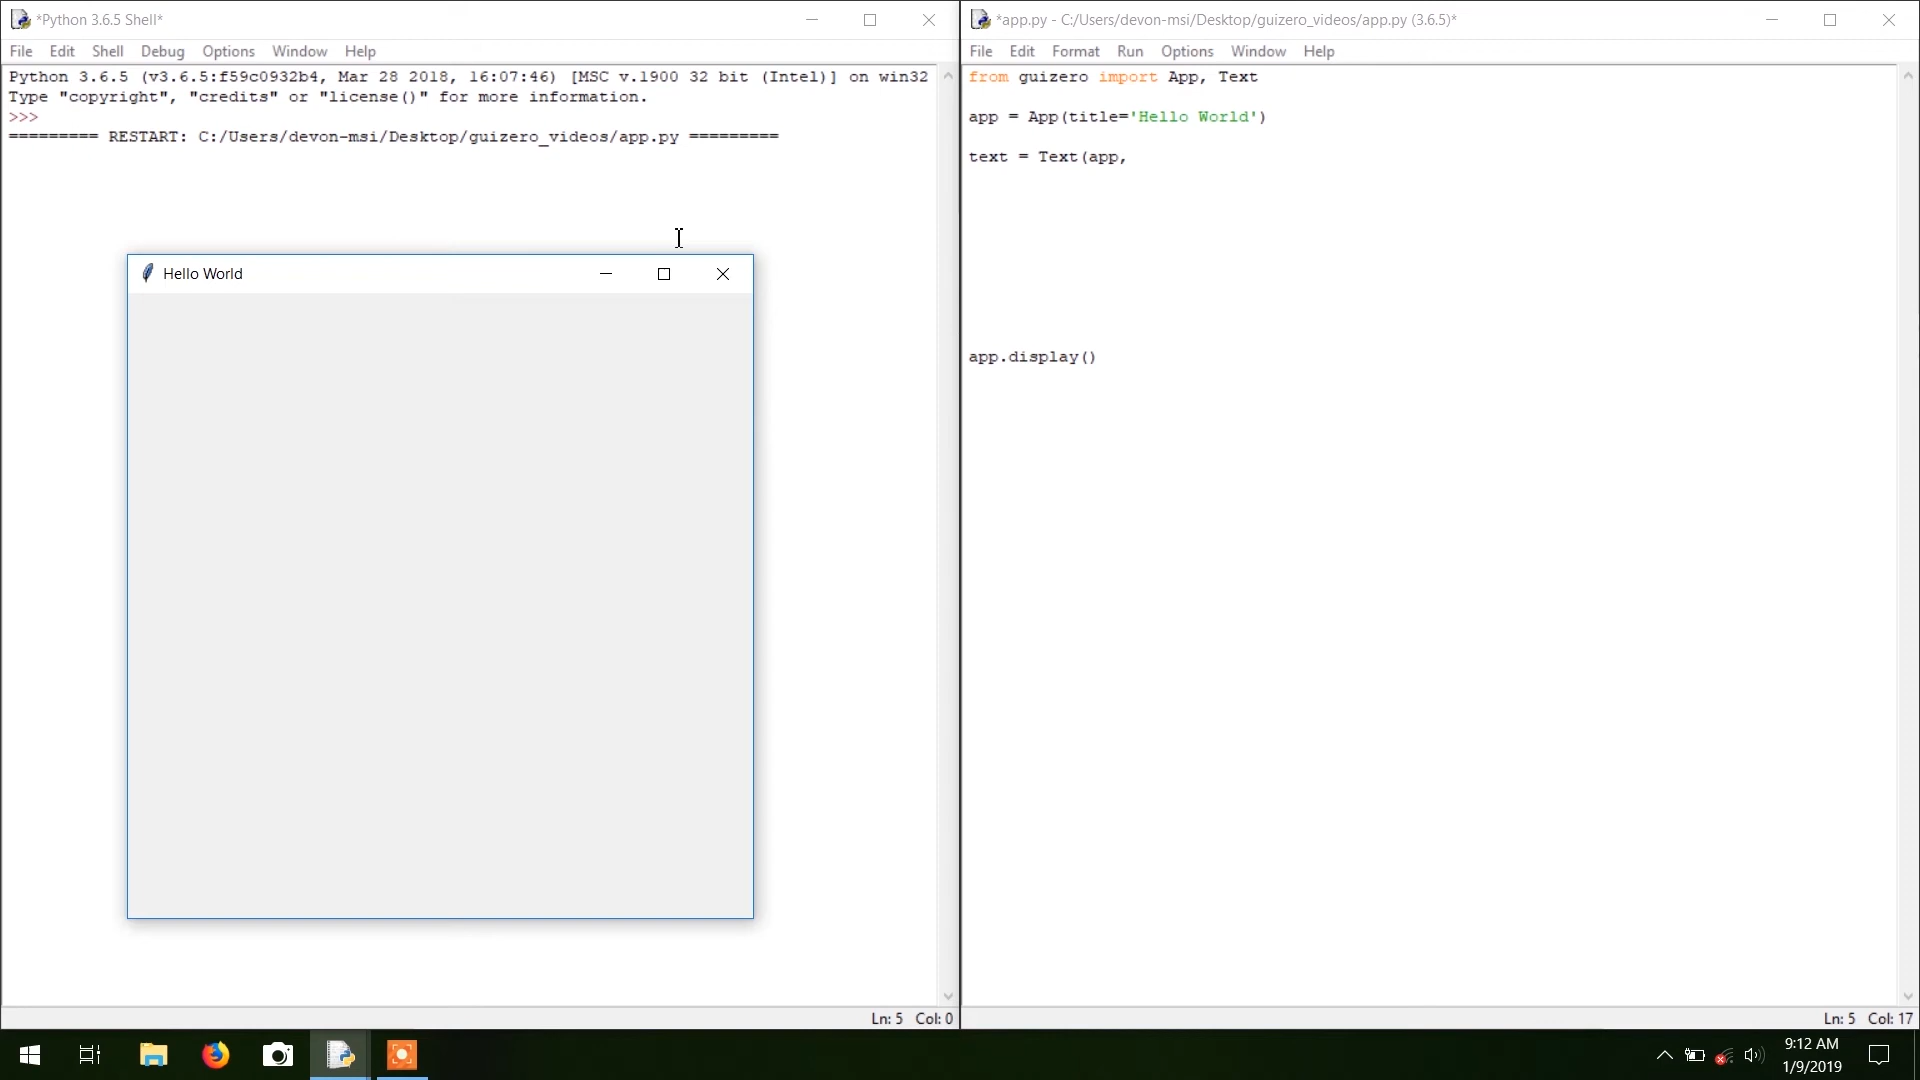 *Python 3.6.5 Shell*
File Edit Shell Debug Options Window Help
Python 3.6.5 (v3.6.5:f59c0932b4, Mar 28 2018, 16:07:46) [MSC v.1900 32 bit (Intel)] on win32
Type "copyright", "credits" or "license()" for more information.
>>>
========= RESTART: C:/Users/devon-msi/Desktop/guizero_videos/app.py =========
Hello World
Ln: 5 Col: 0
*app.py - C:/Users/devon-msi/Desktop/guizero_videos/app.py (3.6.5)*
File Edit Format Run Options Window Help
from guizero import App, Text
app = App(title='Hello World')
text = Text(app,
app.display()
Ln: 5 Col: 17
9:12 AM
1/9/2019